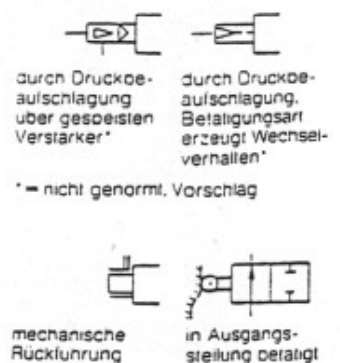 durch Druckbe-
aufschlagung
über gespeisten
Verstärker*
durch Druckbe-
aufschlagung,
Betätigungsart
erzeugt Wechsel-
verhalten*
* = nicht genormt, Vorschlag
mechanische
Rückführung
in Ausgangs-
stellung betätigt